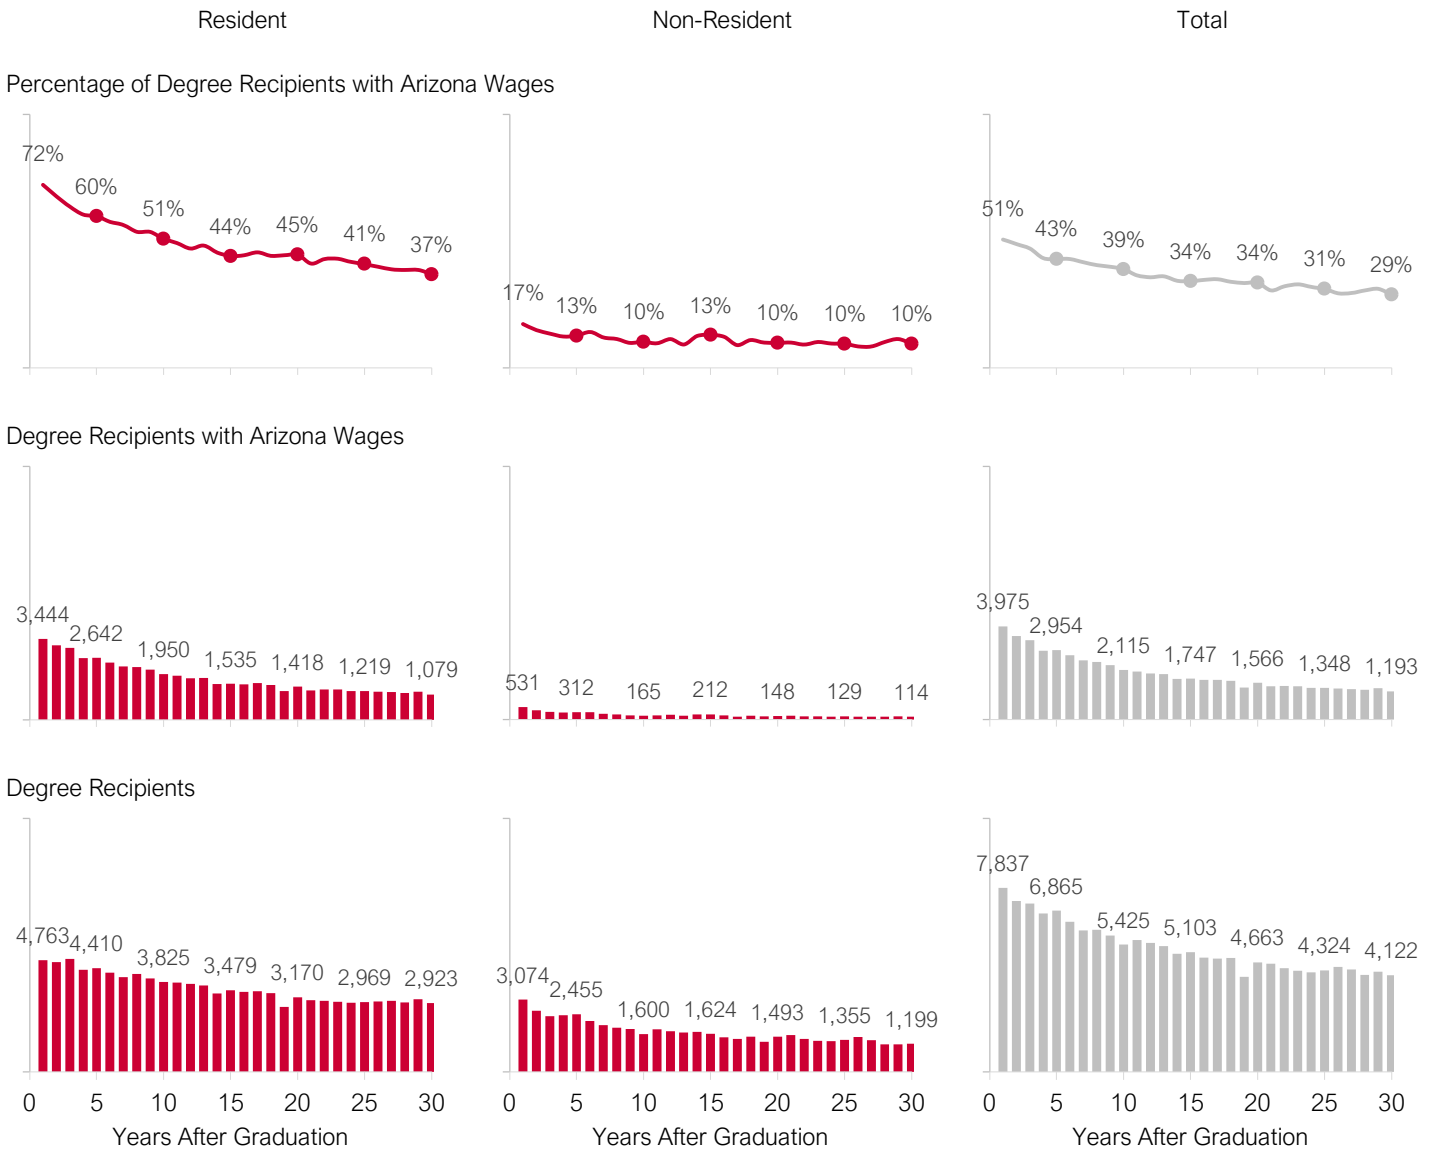 Resident Non-Resident Total
Percentage of Degree Recipients with Arizona Wages
72% 60% 51% 44% 45% 41% 37%
17% 13% 10% 13% 10% 10% 10%
51% 43% 39% 34% 34% 31% 29%
Degree Recipients with Arizona Wages
3,444 2,642 1,950 1,535 1,418 1,219 1,079
531 312 165 212 148 129 114
3,975 2,954 2,115 1,747 1,566 1,348 1,193
Degree Recipients
4,763 4,410 3,825 3,479 3,170 2,969 2,923
3,074 2,455 1,600 1,624 1,493 1,355 1,199
7,837 6,865 5,425 5,103 4,663 4,324 4,122
0 5 10 15 20 25 30
0 5 10 15 20 25 30
0 5 10 15 20 25 30
Years After Graduation
Years After Graduation
Years After Graduation